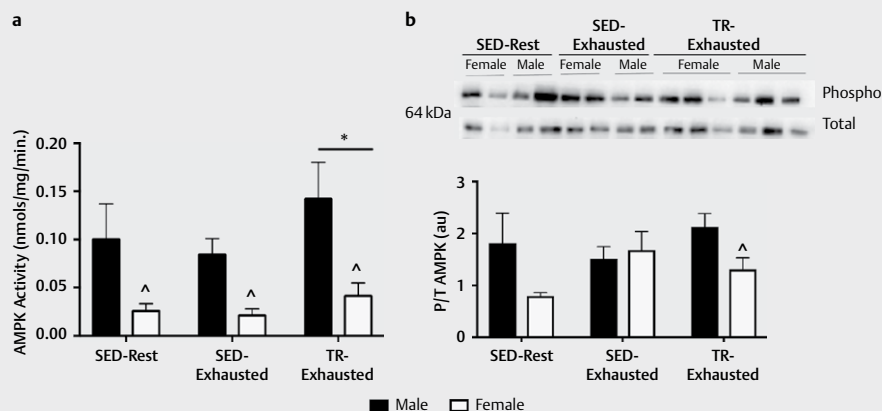 a
AMPK Activity (nmols/mg/min.)
0.20
0.15
0.10
0.05
0.00
*
^
^
^
SED-Rest
SED-
Exhausted
TR-
Exhausted
b
SED-Rest
SED-
Exhausted
TR-
Exhausted
Female Male Female Male Female Male
Phospho
64 kDa
Total
P/T AMPK (au)
3
2
1
0
^
SED-Rest
SED-
Exhausted
TR-
Exhausted
Male Female